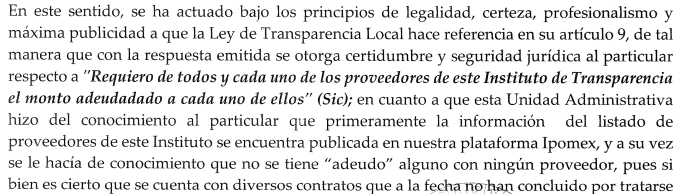 En este sentido, se ha actuado bajo los principios de legalidad, certeza, profesionalismo y
máxima publicidad a que la Ley de Transparencia Local hace referencia en su artículo 9, de tal
manera que con la respuesta emitida se otorga certidumbre y seguridad jurídica al particular
respecto a "Requiero de todos y cada uno de los proveedores de este Instituto de Transparencia
el monto adeudadado a cada uno de ellos" (Sic); en cuanto a que esta Unidad Administrativa
hizo del conocimiento al particular que primeramente la información del listado de
proveedores de este Instituto se encuentra publicada en nuestra plataforma Ipomex, y a su vez
se le hacía de conocimiento que no se tiene “adeudo” alguno con ningún proveedor, pues si
bien es cierto que se cuenta con diversos contratos que a la fecha no han concluido por tratarse